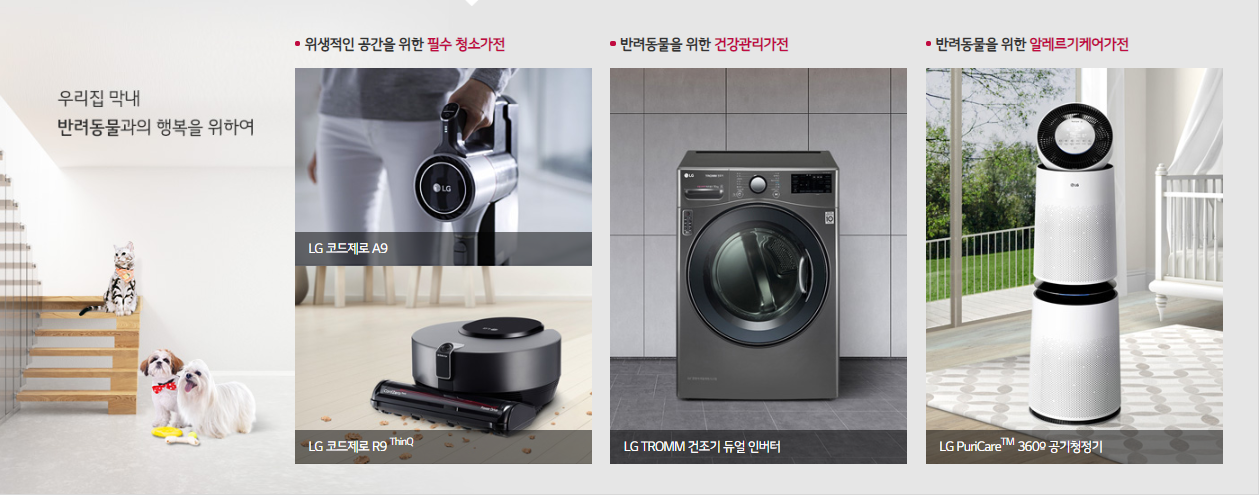 우리집 막내
반려동물과의 행복을 위하여
• 위생적인 공간을 위한 필수 청소가전
LG
LG 코드제로 A9
LG 코드제로 R9 ThinQ
• 반려동물을 위한 건강관리가전
LG
LG TROMM 건조기 듀얼 인버터
• 반려동물을 위한 알레르기케어가전
LG PuriCare™ 360º 공기청정기